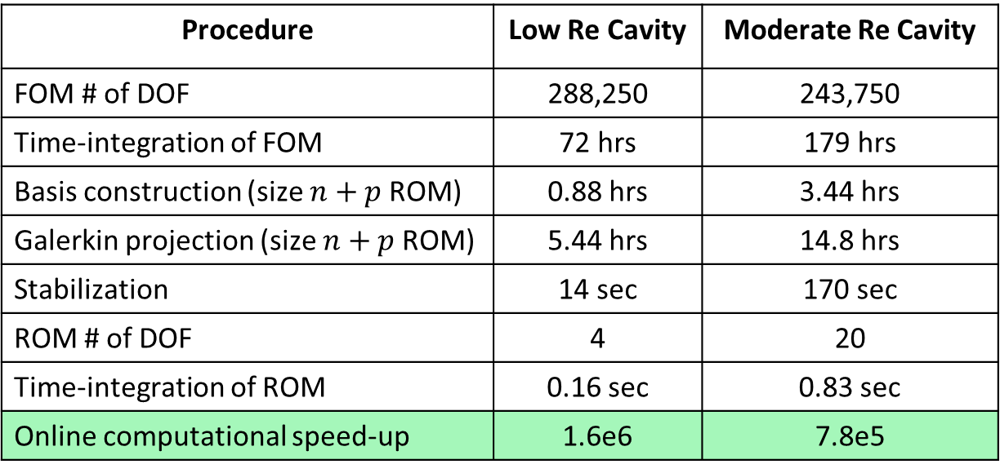 Procedure Low Re Cavity Moderate Re Cavity
FOM # of DOF 288,250 243,750
Time-integration of FOM 72 hrs 179 hrs
Basis construction (size n + p ROM) 0.88 hrs 3.44 hrs
Galerkin projection (size n + p ROM) 5.44 hrs 14.8 hrs
Stabilization 14 sec 170 sec
ROM # of DOF 4 20
Time-integration of ROM 0.16 sec 0.83 sec
Online computational speed-up 1.6e6 7.8e5